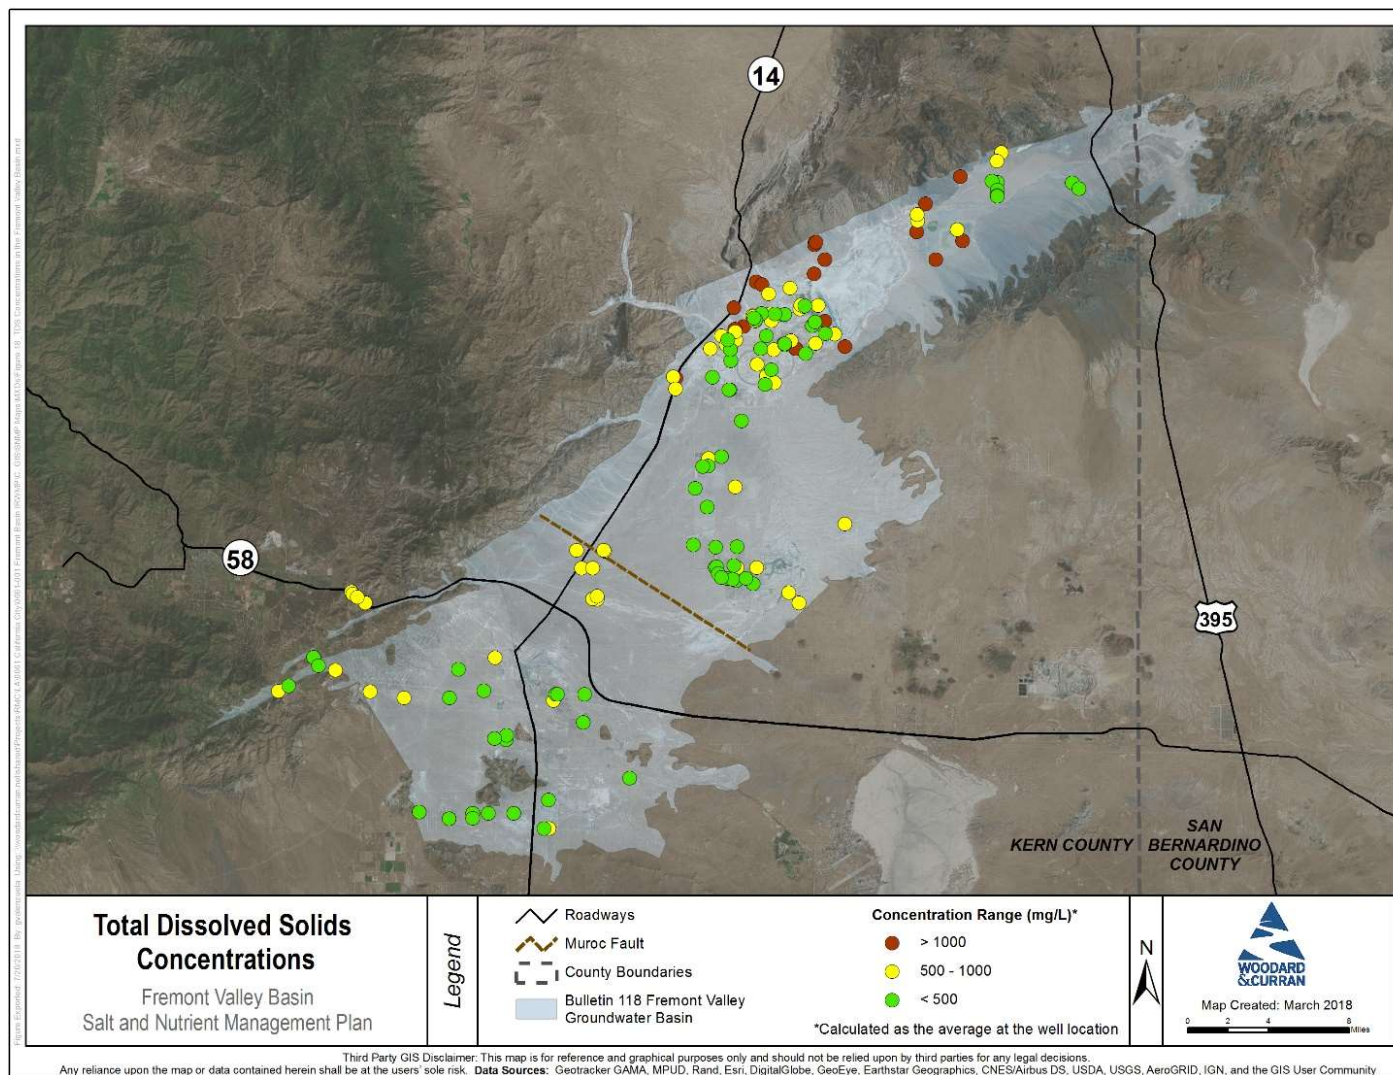 14
58
395
KERN COUNTY
SAN
BERNARDINO
COUNTY
Total Dissolved Solids
Concentrations
Fremont Valley Basin
Salt and Nutrient Management Plan
Legend
Roadways
Muroc Fault
County Boundaries
Bulletin 118 Fremont Valley
Groundwater Basin
Concentration Range (mg/L)*
> 1000
500 - 1000
< 500
*Calculated as the average at the well location
N
WOODARD
&CURRAN
Map Created: March 2018
0 2 4 8
Miles
Third Party GIS Disclaimer: This map is for reference and graphical purposes only and should not be relied upon by third parties for any legal decisions.
Any reliance upon the map or data contained herein shall be at the users' sole risk. Data Sources: Geotracker GAMA, MPUD, Rand, Esri, DigitalGlobe, GeoEye, Earthstar Geographics, CNES/Airbus DS, USDA, USGS, AeroGRID, IGN, and the GIS User Community